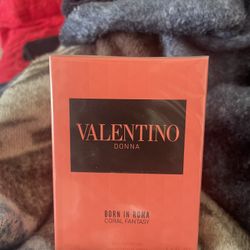 VALENTINO
DONNA
BORN IN ROMA
CORAL FANTASY